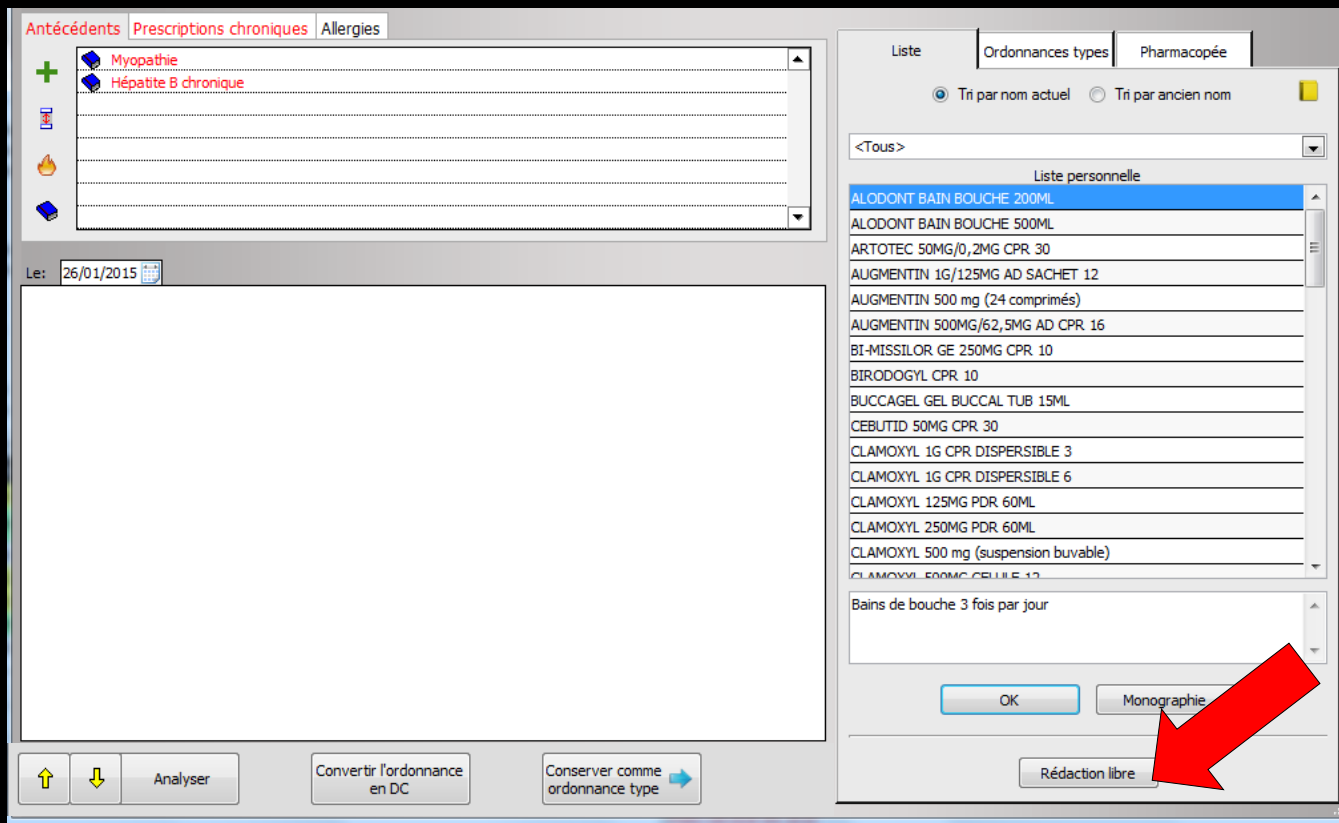 Antécédents Prescriptions chroniques Allergies
Myopathie
Hépatite B chronique
Le: 26/01/2015
Analyser
Convertir l'ordonnance
en DC
Conserver comme
ordonnance type
Liste Ordonnances types Pharmacopée
Tri par nom actuel Tri par ancien nom
<Tous>
Liste personnelle
ALODONT BAIN BOUCHE 200ML
ALODONT BAIN BOUCHE 500ML
ARTOTEC 50MG/0,2MG CPR 30
AUGMENTIN 1G/125MG AD SACHET 12
AUGMENTIN 500 mg (24 comprimés)
AUGMENTIN 500MG/62,5MG AD CPR 16
BI-MISSILOR GE 250MG CPR 10
BIRODOGYL CPR 10
BUCCAGEL GEL BUCCAL TUB 15ML
CEBUTID 50MG CPR 30
CLAMOXYL 1G CPR DISPERSIBLE 3
CLAMOXYL 1G CPR DISPERSIBLE 6
CLAMOXYL 125MG PDR 60ML
CLAMOXYL 250MG PDR 60ML
CLAMOXYL 500 mg (suspension buvable)
CLAMOXYL 500MG GELULE 12
Bains de bouche 3 fois par jour
OK Monographie
Rédaction libre